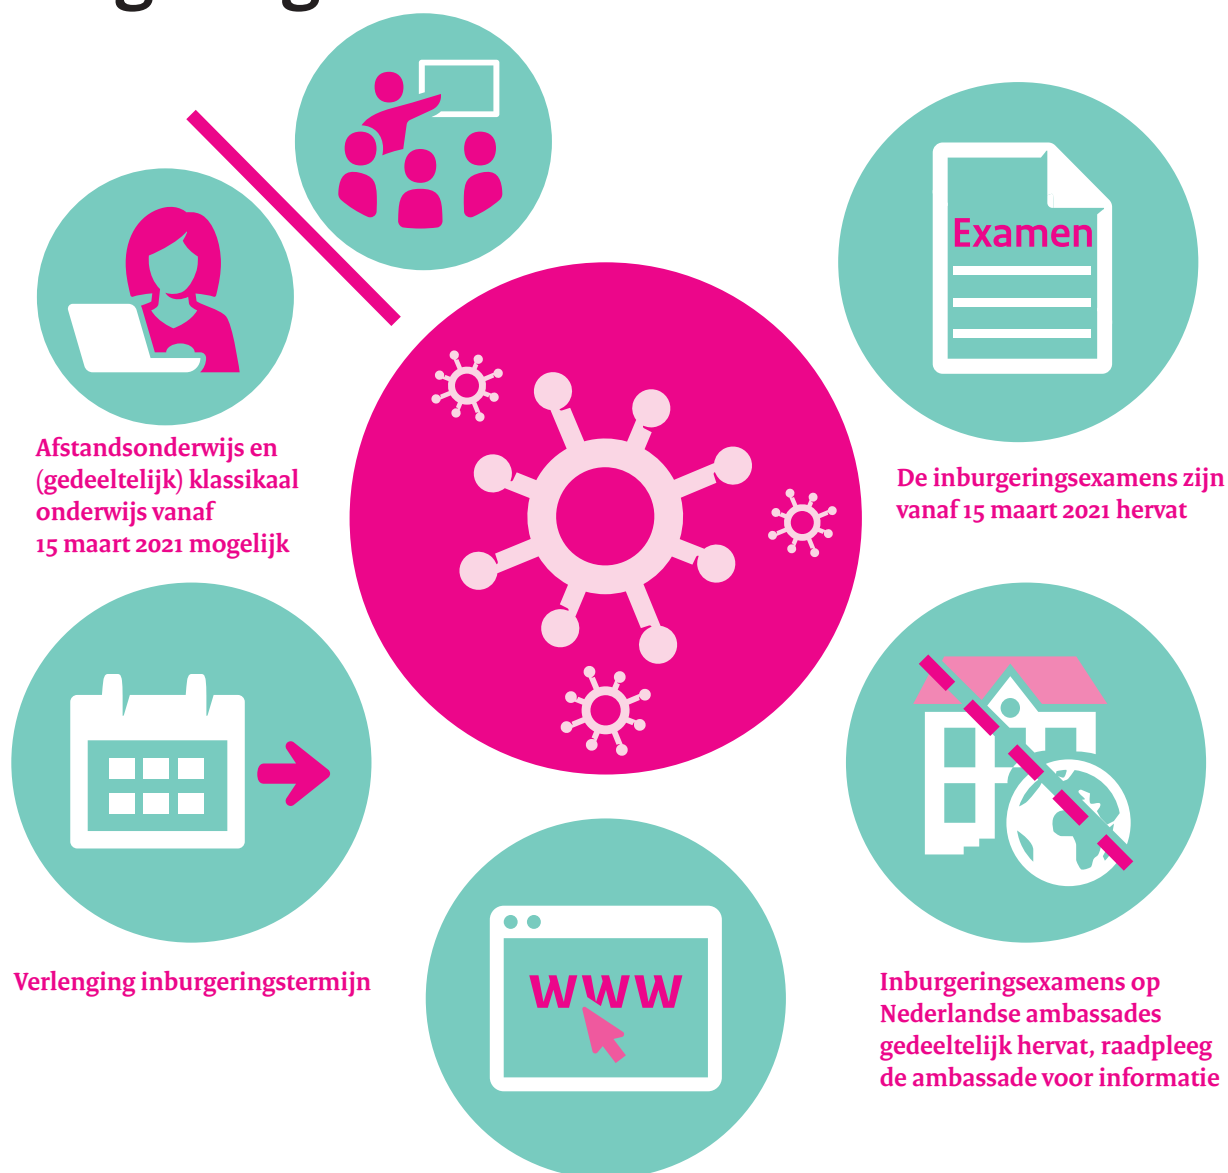 Examen
Afstandsonderwijs en
(gedeeltelijk) klassikaal
onderwijs vanaf
15 maart 2021 mogelijk
De inburgeringsexamens zijn
vanaf 15 maart 2021 hervat
Verlenging inburgeringstermijn
www
Inburgeringsexamens op
Nederlandse ambassades
gedeeltelijk hervat, raadpleeg
de ambassade voor informatie